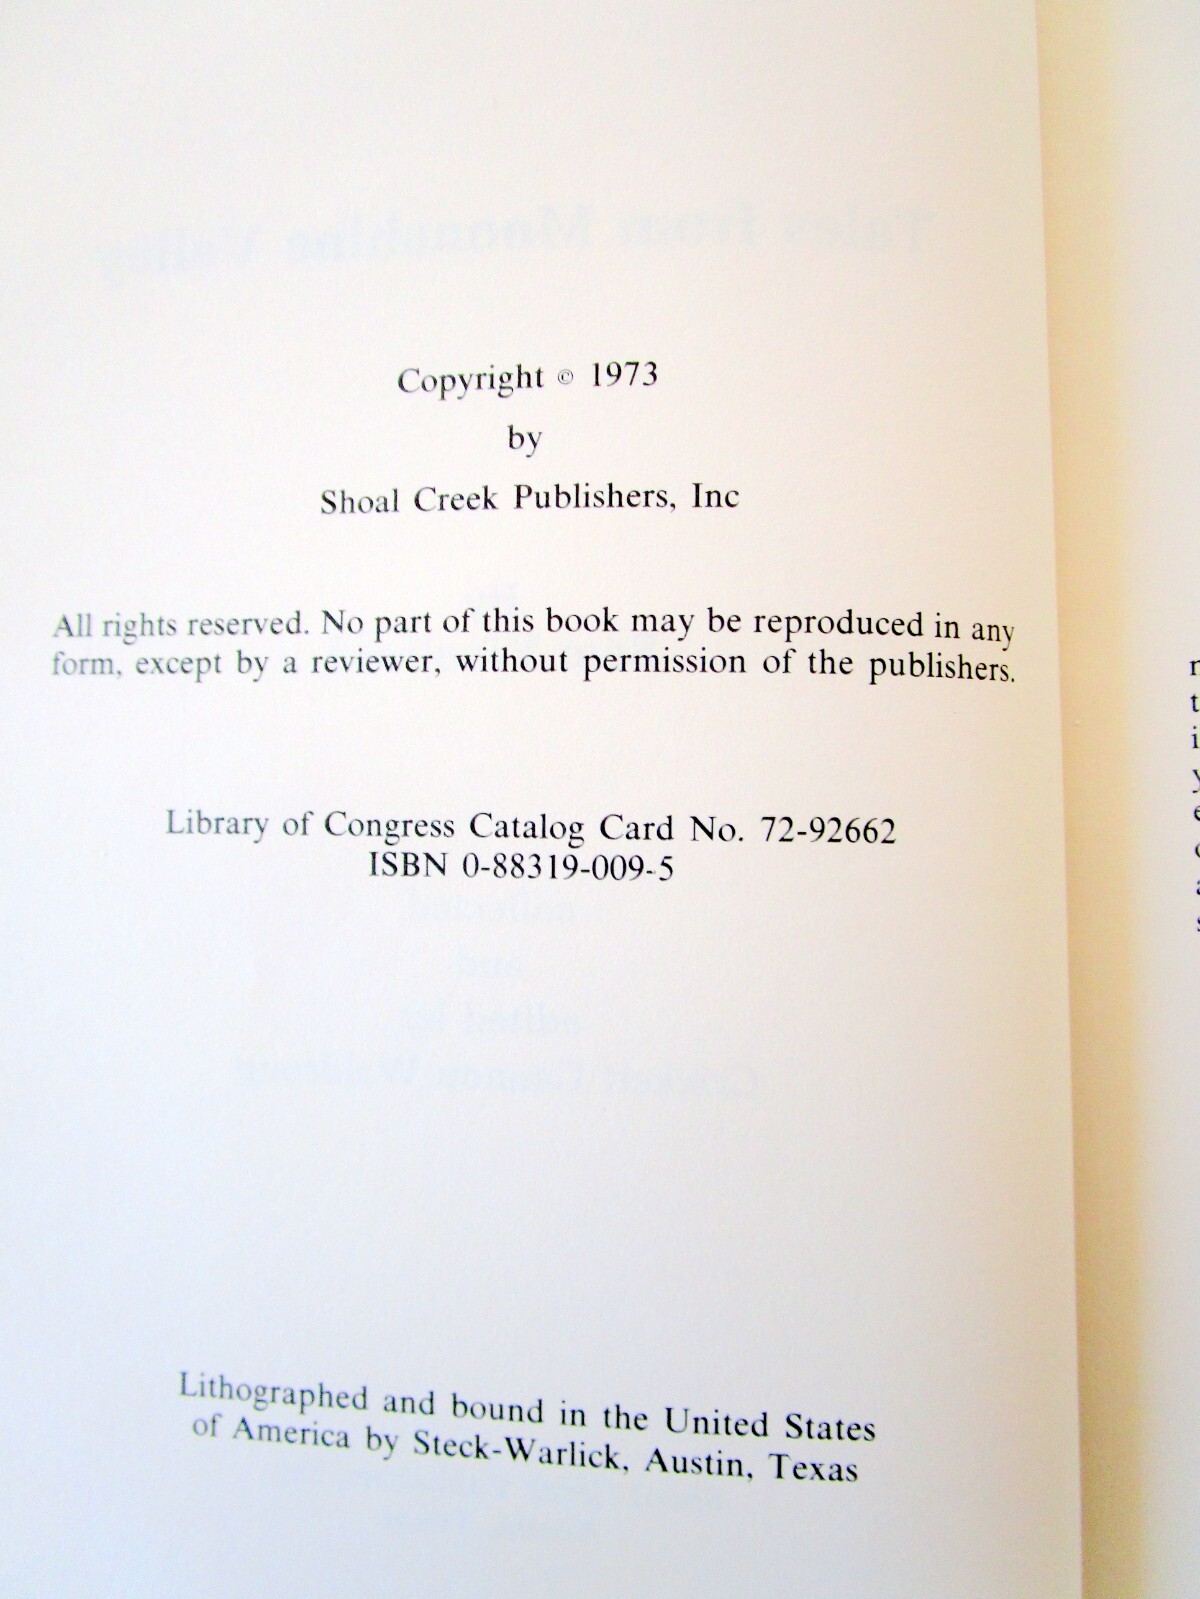 Copyright © 1973
by
Shoal Creek Publishers, Inc
All rights reserved. No part of this book may be reproduced in any
form, except by a reviewer, without permission of the publishers.
Library of Congress Catalog Card No. 72-92662
ISBN 0-88319-009-5
Lithographed and bound in the United States
of America by Steck-Warlick, Austin, Texas